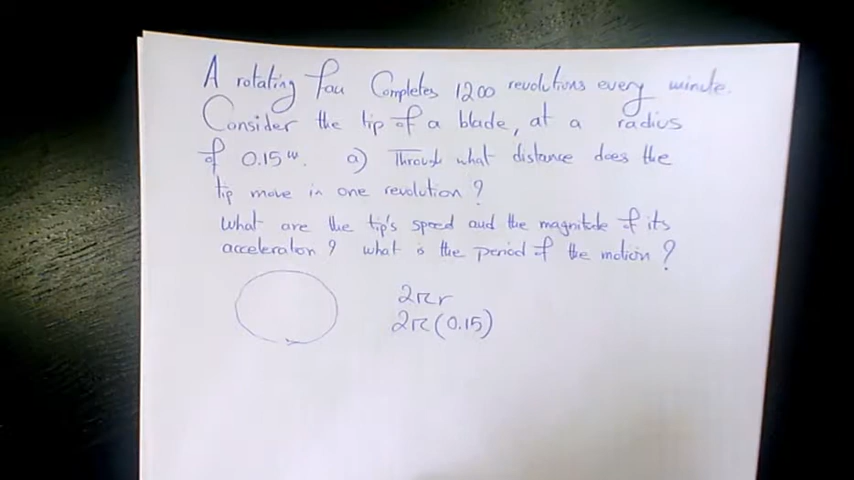 A rotating fan Completes 1200 revolutions every minute.
Consider the tip of a blade, at a radius
of 0.15 m. a) Through what distance does the
tip move in one revolution ?
what are the tip's speed and the magnitude of its
acceleration ? what is the period of the motion ?
2πr
2π(0.15)